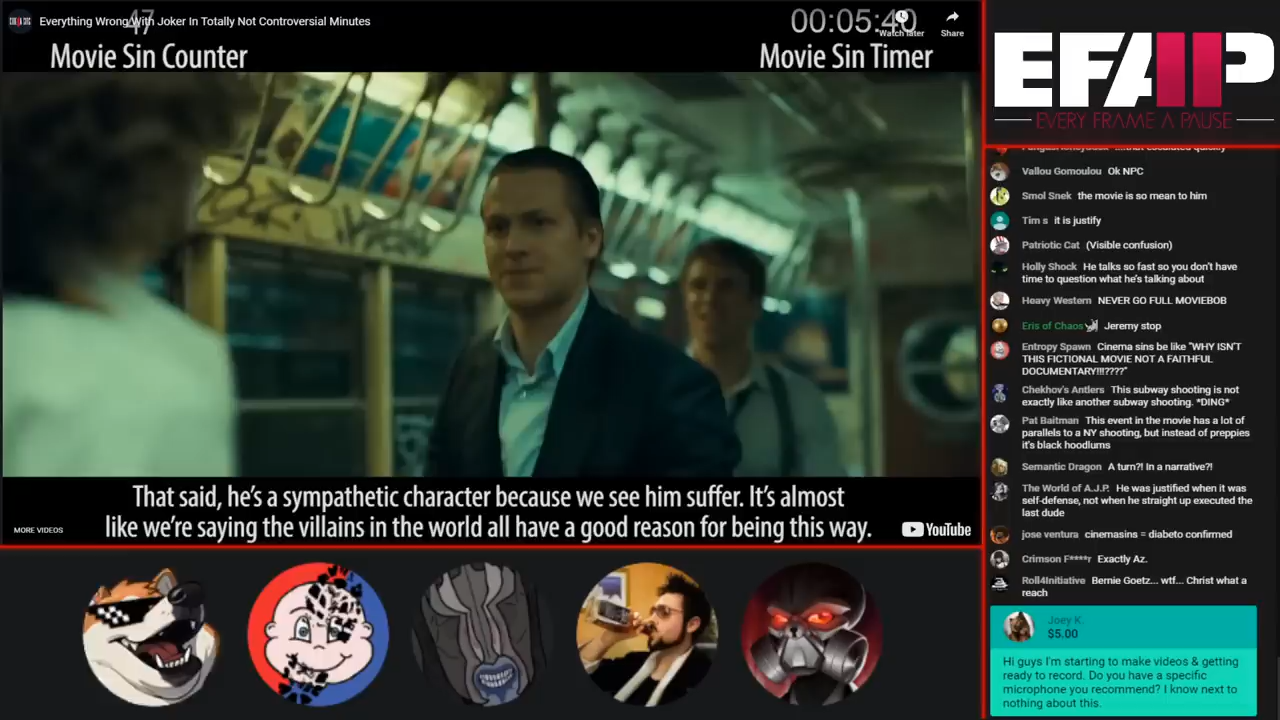 Everything Wrong With Joker In Totally Not Controversial Minutes
47
Movie Sin Counter
00:05:40
Watch later
Share
Movie Sin Timer
That said, he's a sympathetic character because we see him suffer. It's almost
like we're saying the villains in the world all have a good reason for being this way.
MORE VIDEOS
YouTube
EFAP
EVERY FRAME A PAUSE
.....that escalated quickly
Vallou Gomoulou Ok NPC
Smol Snek the movie is so mean to him
Tim s it is justify
Patriotic Cat (Visible confusion)
Holly Shock He talks so fast so you don't have
time to question what he's talking about
Heavy Western NEVER GO FULL MOVIEBOB
Eris of Chaos Jeremy stop
Entropy Spawn Cinema sins be like "WHY ISN'T
THIS FICTIONAL MOVIE NOT A FAITHFUL
DOCUMENTARY!!!????"
Chekhov's Antlers This subway shooting is not
exactly like another subway shooting. *DING*
Pat Baitman This event in the movie has a lot of
parallels to a NY shooting, but instead of preppies
it's black hoodlums
Semantic Dragon A turn?! In a narrative?!
The World of A.J.P. He was justified when it was
self-defense, not when he straight up executed the
last dude
jose ventura cinemasins = diabeto confirmed
Crimson F****r Exactly Az.
Roll4Initiative Bernie Goetz... wtf... Christ what a
reach
Joey K.
$5.00
Hi guys I'm starting to make videos & getting
ready to record. Do you have a specific
microphone you recommend? I know next to
nothing about this.